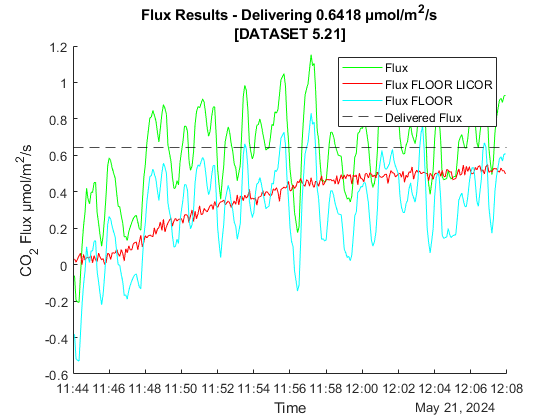 Flux Results - Delivering 0.6418 μmol/m²/s
[DATASET 5.21]
Flux
Flux FLOOR LICOR
Flux FLOOR
Delivered Flux
CO₂ Flux μmol/m²/s
1.2
1
0.8
0.6
0.4
0.2
0
-0.2
-0.4
-0.6
11:44 11:46 11:48 11:50 11:52 11:54 11:56 11:58 12:00 12:02 12:04 12:06 12:08
Time
May 21, 2024